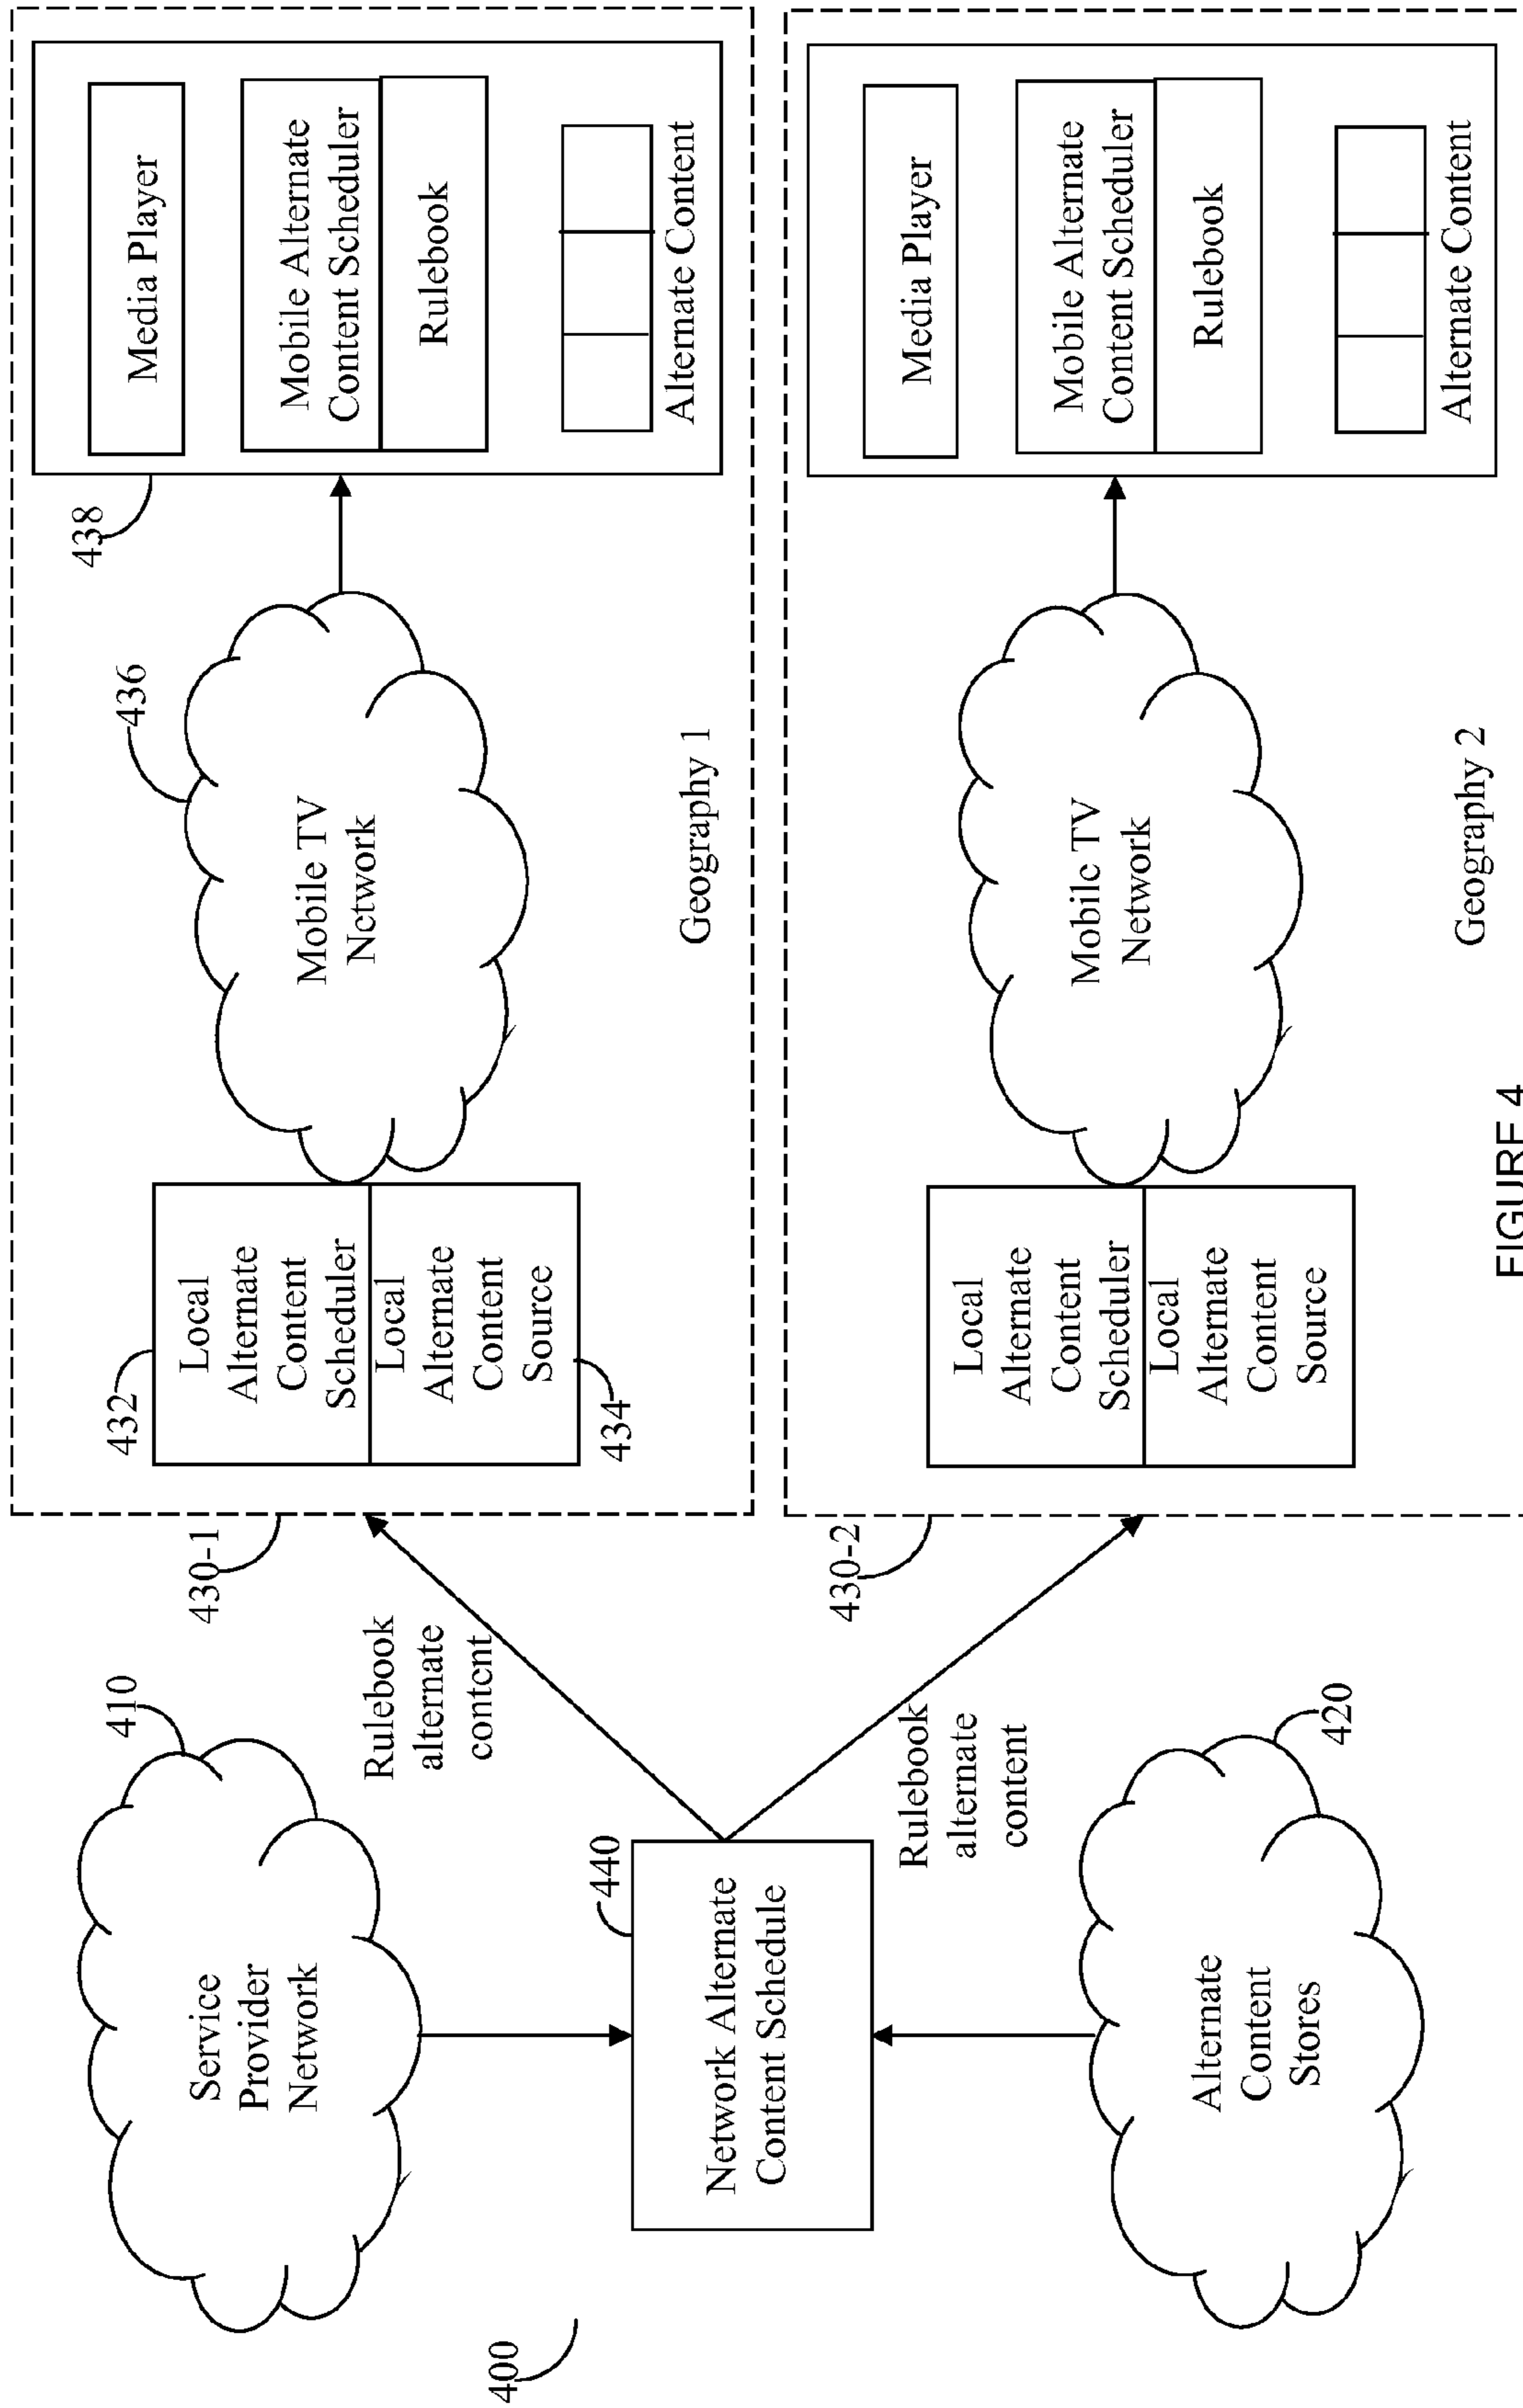 400
410
Service
Provider
Network
440
Network Alternate
Content Schedule
Alternate
Content
Stores
420
Rulebook
alternate
content
Rulebook
alternate
content
430-1
432
Local
Alternate
Content
Scheduler
Local
Alternate
Content
Source
434
436
Mobile TV
Network
Geography 1
438
Media Player
Mobile Alternate
Content Scheduler
Rulebook
Alternate Content
430-2
Local
Alternate
Content
Scheduler
Local
Alternate
Content
Source
Mobile TV
Network
Geography 2
Media Player
Mobile Alternate
Content Scheduler
Rulebook
Alternate Content
FIGURE 4